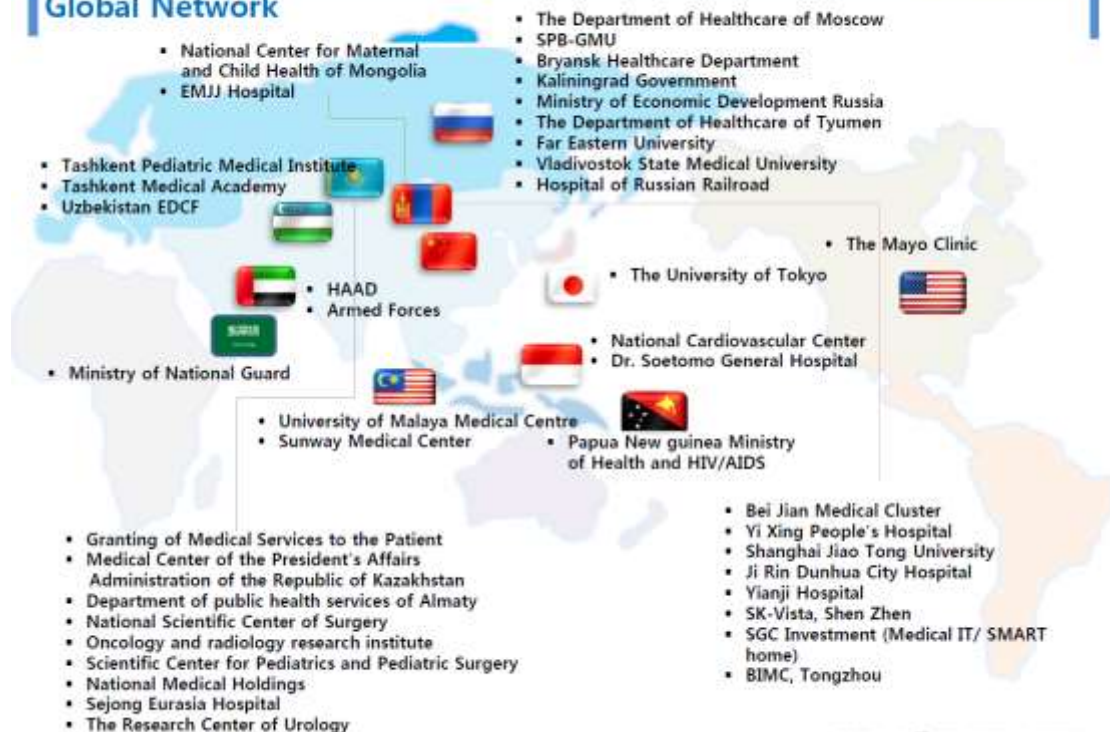 Global Network
▪ National Center for Maternal
and Child Health of Mongolia
▪ EMJJ Hospital
▪ The Department of Healthcare of Moscow
▪ SPB-GMU
▪ Bryansk Healthcare Department
▪ Kaliningrad Government
▪ Ministry of Economic Development Russia
▪ The Department of Healthcare of Tyumen
▪ Far Eastern University
▪ Vladivostok State Medical University
▪ Hospital of Russian Railroad
▪ Tashkent Pediatric Medical Institute
▪ Tashkent Medical Academy
▪ Uzbekistan EDCF
▪ The Mayo Clinic
▪ The University of Tokyo
▪ HAAD
▪ Armed Forces
▪ National Cardiovascular Center
▪ Dr. Soetomo General Hospital
▪ Ministry of National Guard
▪ University of Malaya Medical Centre
▪ Sunway Medical Center
▪ Papua New guinea Ministry
of Health and HIV/AIDS
▪ Granting of Medical Services to the Patient
▪ Medical Center of the President's Affairs
Administration of the Republic of Kazakhstan
▪ Department of public health services of Almaty
▪ National Scientific Center of Surgery
▪ Oncology and radiology research institute
▪ Scientific Center for Pediatrics and Pediatric Surgery
▪ National Medical Holdings
▪ Sejong Eurasia Hospital
▪ The Research Center of Urology
▪ Bei Jian Medical Cluster
▪ Yi Xing People's Hospital
▪ Shanghai Jiao Tong University
▪ Ji Rin Dunhua City Hospital
▪ Yianji Hospital
▪ SK-Vista, Shen Zhen
▪ SGC Investment (Medical IT/ SMART
home)
▪ BIMC, Tongzhou